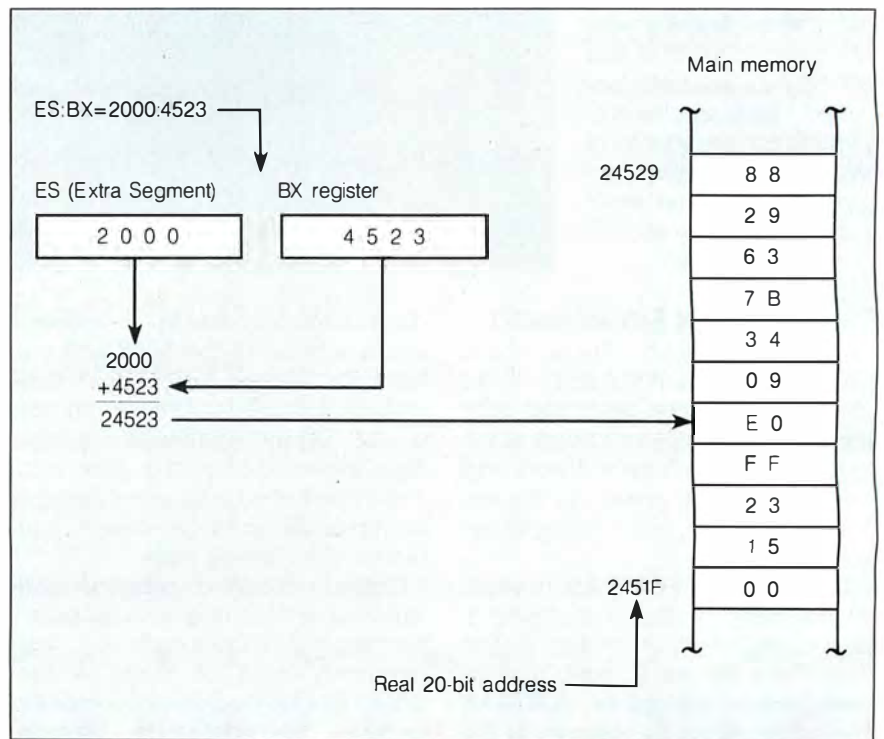 Main memory
ES:BX=2000:4523
ES (Extra Segment) BX register
2 0 0 0
4 5 2 3
2000
+4523
24523
24529
8 8
2 9
6 3
7 B
3 4
0 9
E 0
F F
2 3
1 5
0 0
2451F
Real 20-bit address